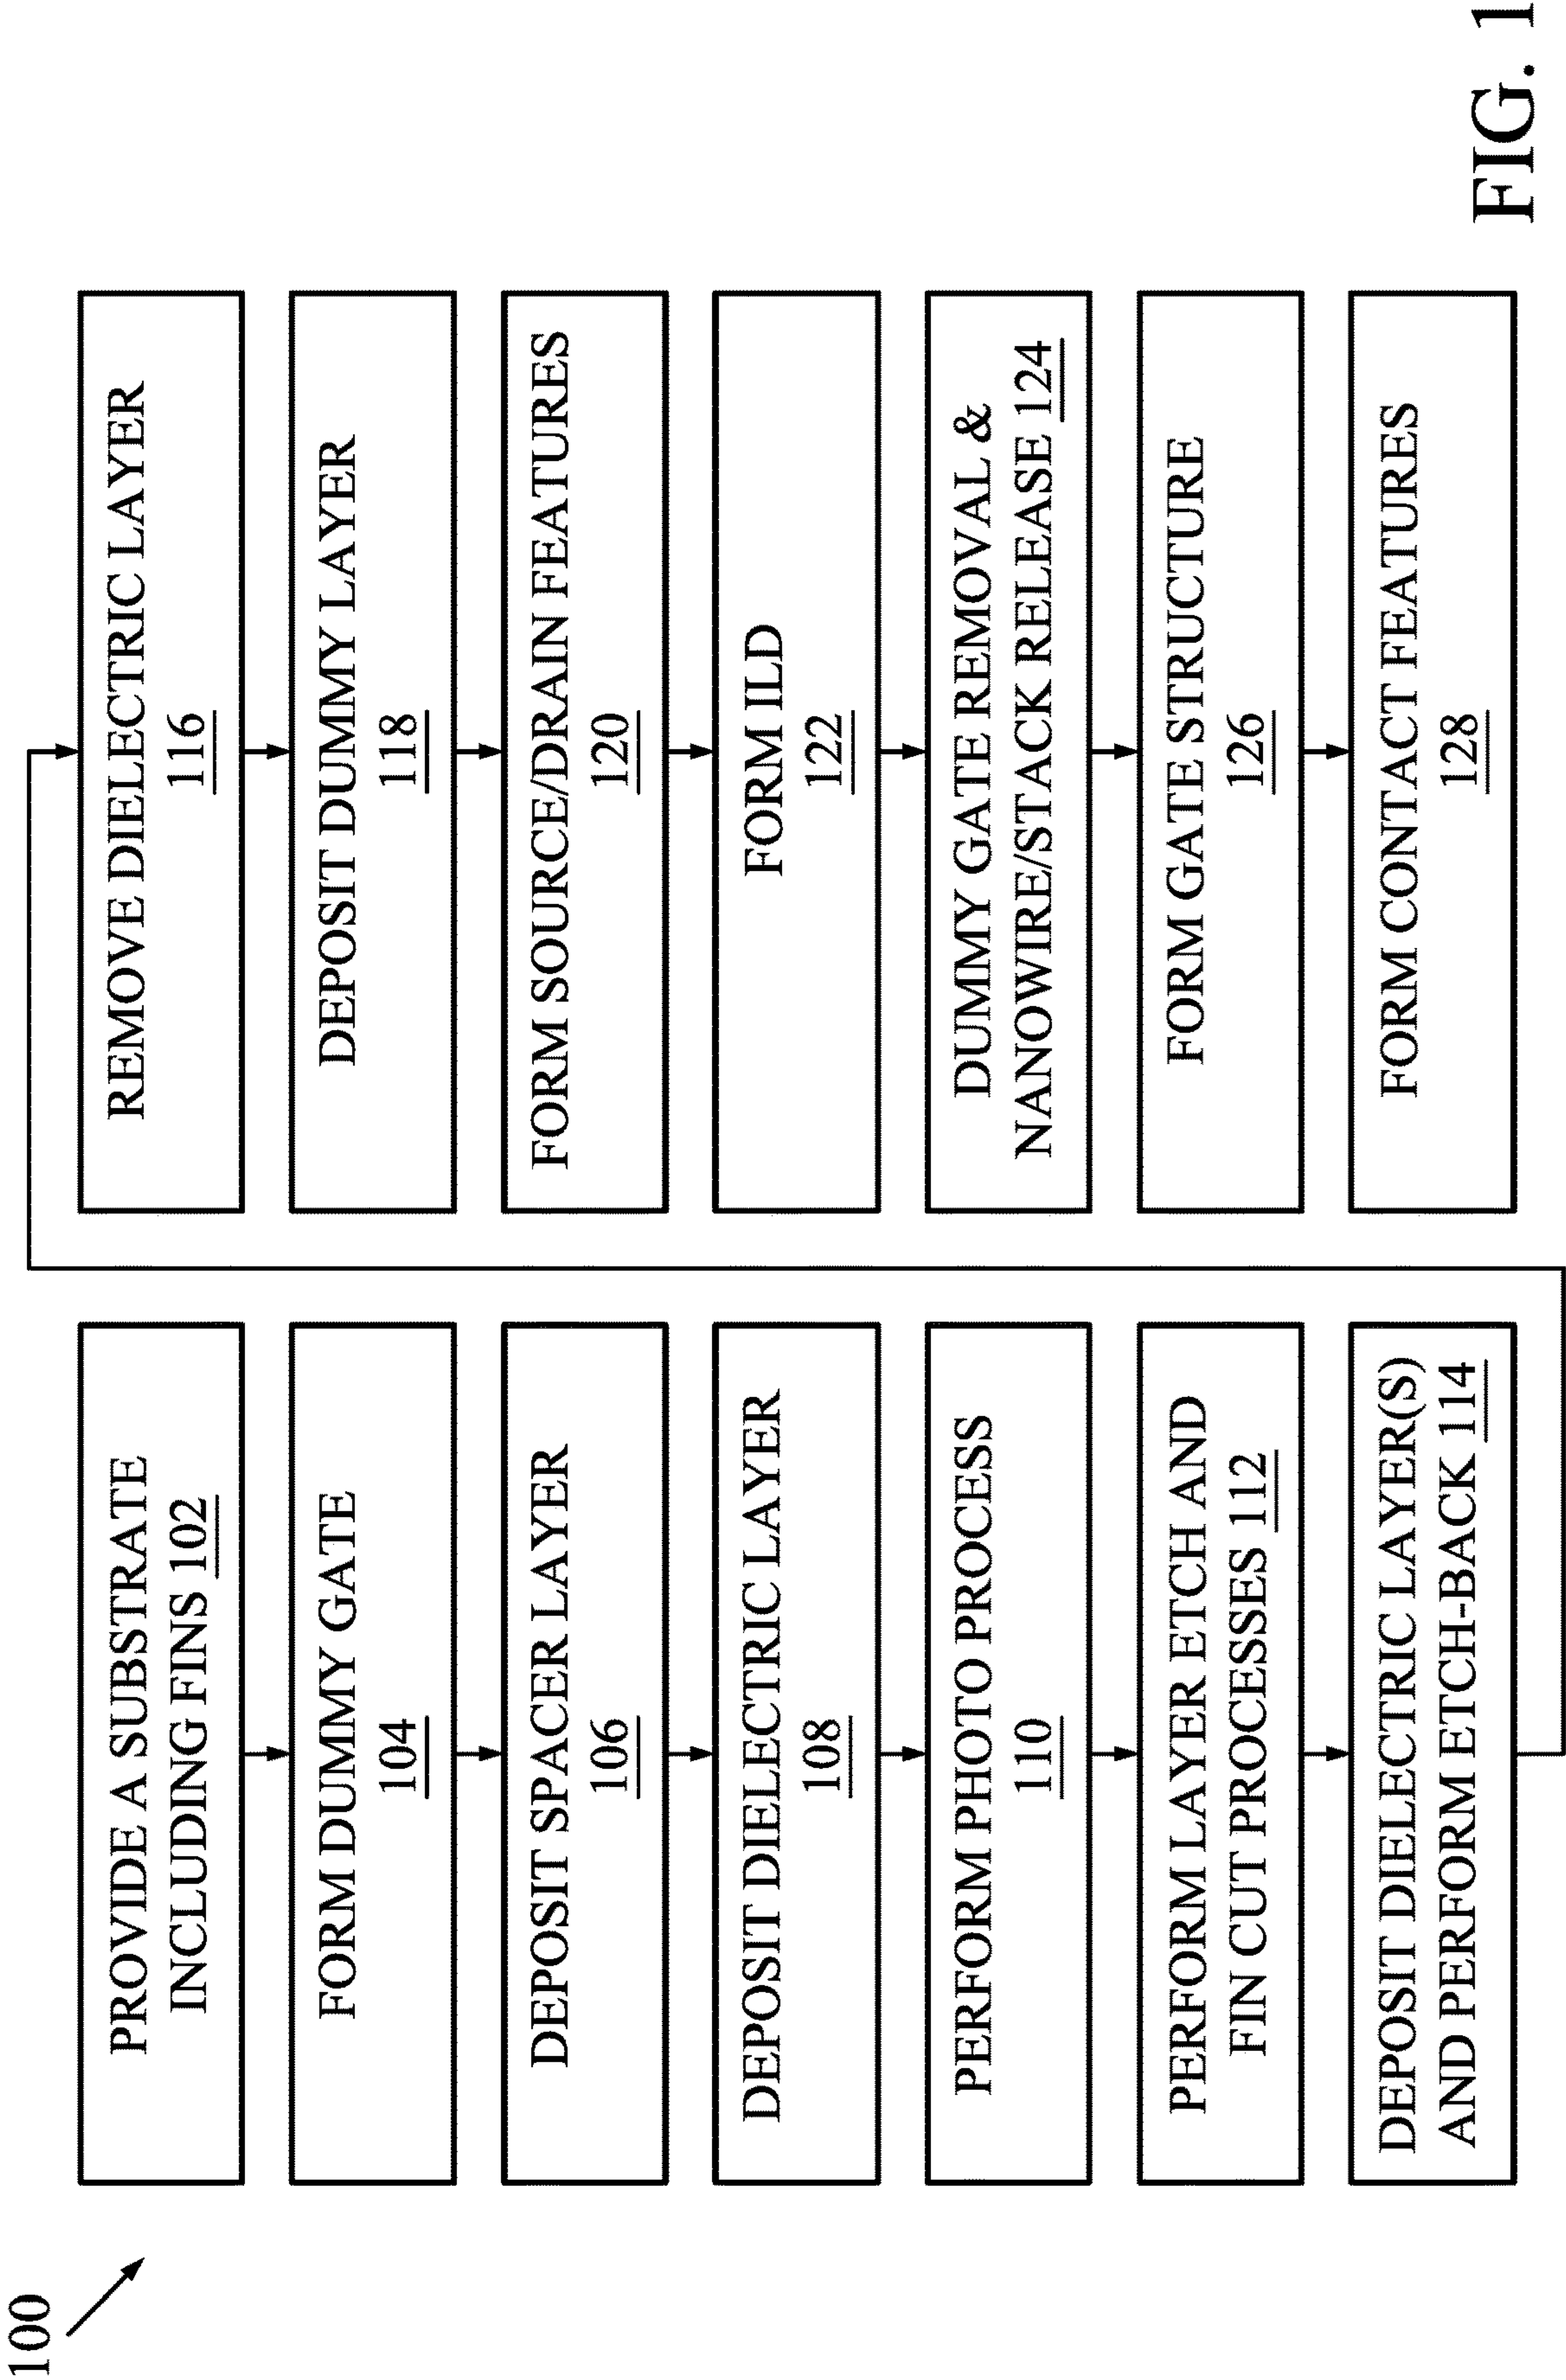 100
PROVIDE A SUBSTRATE
INCLUDING FINS 102
FORM DUMMY GATE
104
DEPOSIT SPACER LAYER
106
DEPOSIT DIELECTRIC LAYER
108
PERFORM PHOTO PROCESS
110
PERFORM LAYER ETCH AND
FIN CUT PROCESSES 112
DEPOSIT DIELECTRIC LAYER(S)
AND PERFORM ETCH-BACK 114
REMOVE DIELECTRIC LAYER
116
DEPOSIT DUMMY LAYER
118
FORM SOURCE/DRAIN FEATURES
120
FORM ILD
122
DUMMY GATE REMOVAL &
NANOWIRE/STACK RELEASE 124
FORM GATE STRUCTURE
126
FORM CONTACT FEATURES
128
FIG. 1